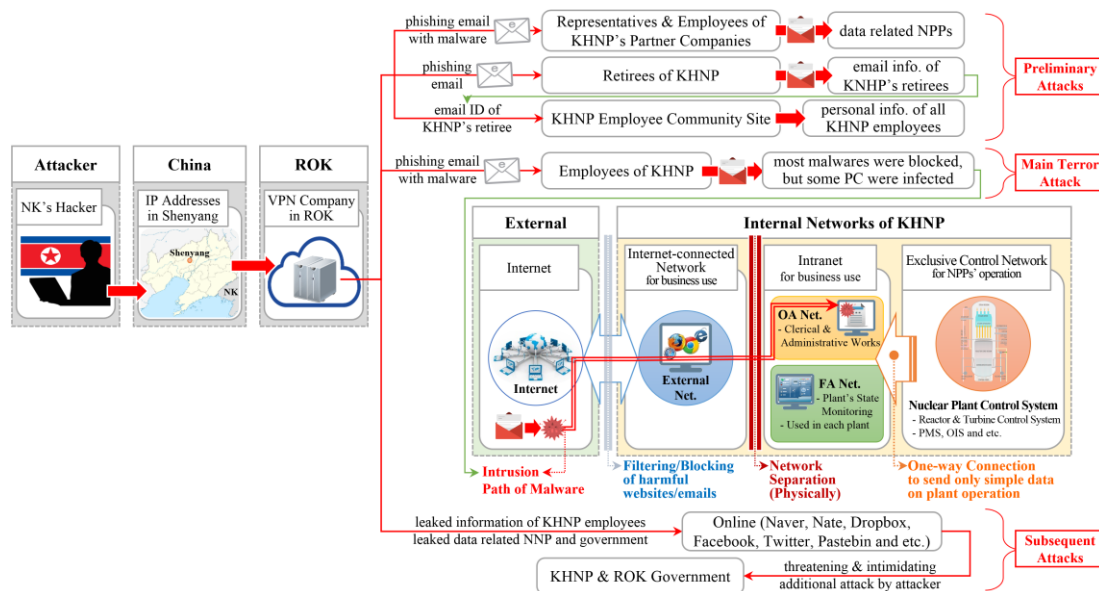 phishing email
with malware
Representatives & Employees of
KHNP's Partner Companies
data related NPPs
phishing
email
Retirees of KHNP
email info. of
KNHP's retirees
Preliminary
Attacks
email ID of
KHNP's retiree
KHNP Employee Community Site
personal info. of all
KHNP employees
Attacker
China
ROK
NK's Hacker
IP Addresses
in Shenyang
VPN Company
in ROK
Shenyang
NK
phishing email
with malware
Employees of KHNP
most malwares were blocked,
but some PC were infected
Main Terror
Attack
External
Internal Networks of KHNP
Internet
Internet-connected
Network
for business use
Intranet
for business use
Exclusive Control Network
for NPPs' operation
OA Net.
- Clerical &
Administrative Works
Internet
External
Net.
FA Net.
- Plant's State
Monitoring
- Used in each plant
Nuclear Plant Control System
- Reactor & Turbine Control System
- PMS, OIS and etc.
Intrusion
Path of Malware
Filtering/Blocking
of harmful
websites/emails
Network
Separation
(Physically)
One-way Connection
to send only simple data
on plant operation
leaked information of KHNP employees
leaked data related NNP and government
Online (Naver, Nate, Dropbox,
Facebook, Twitter, Pastebin and etc.)
Subsequent
Attacks
KHNP & ROK Government
threatening & intimidating
additional attack by attacker